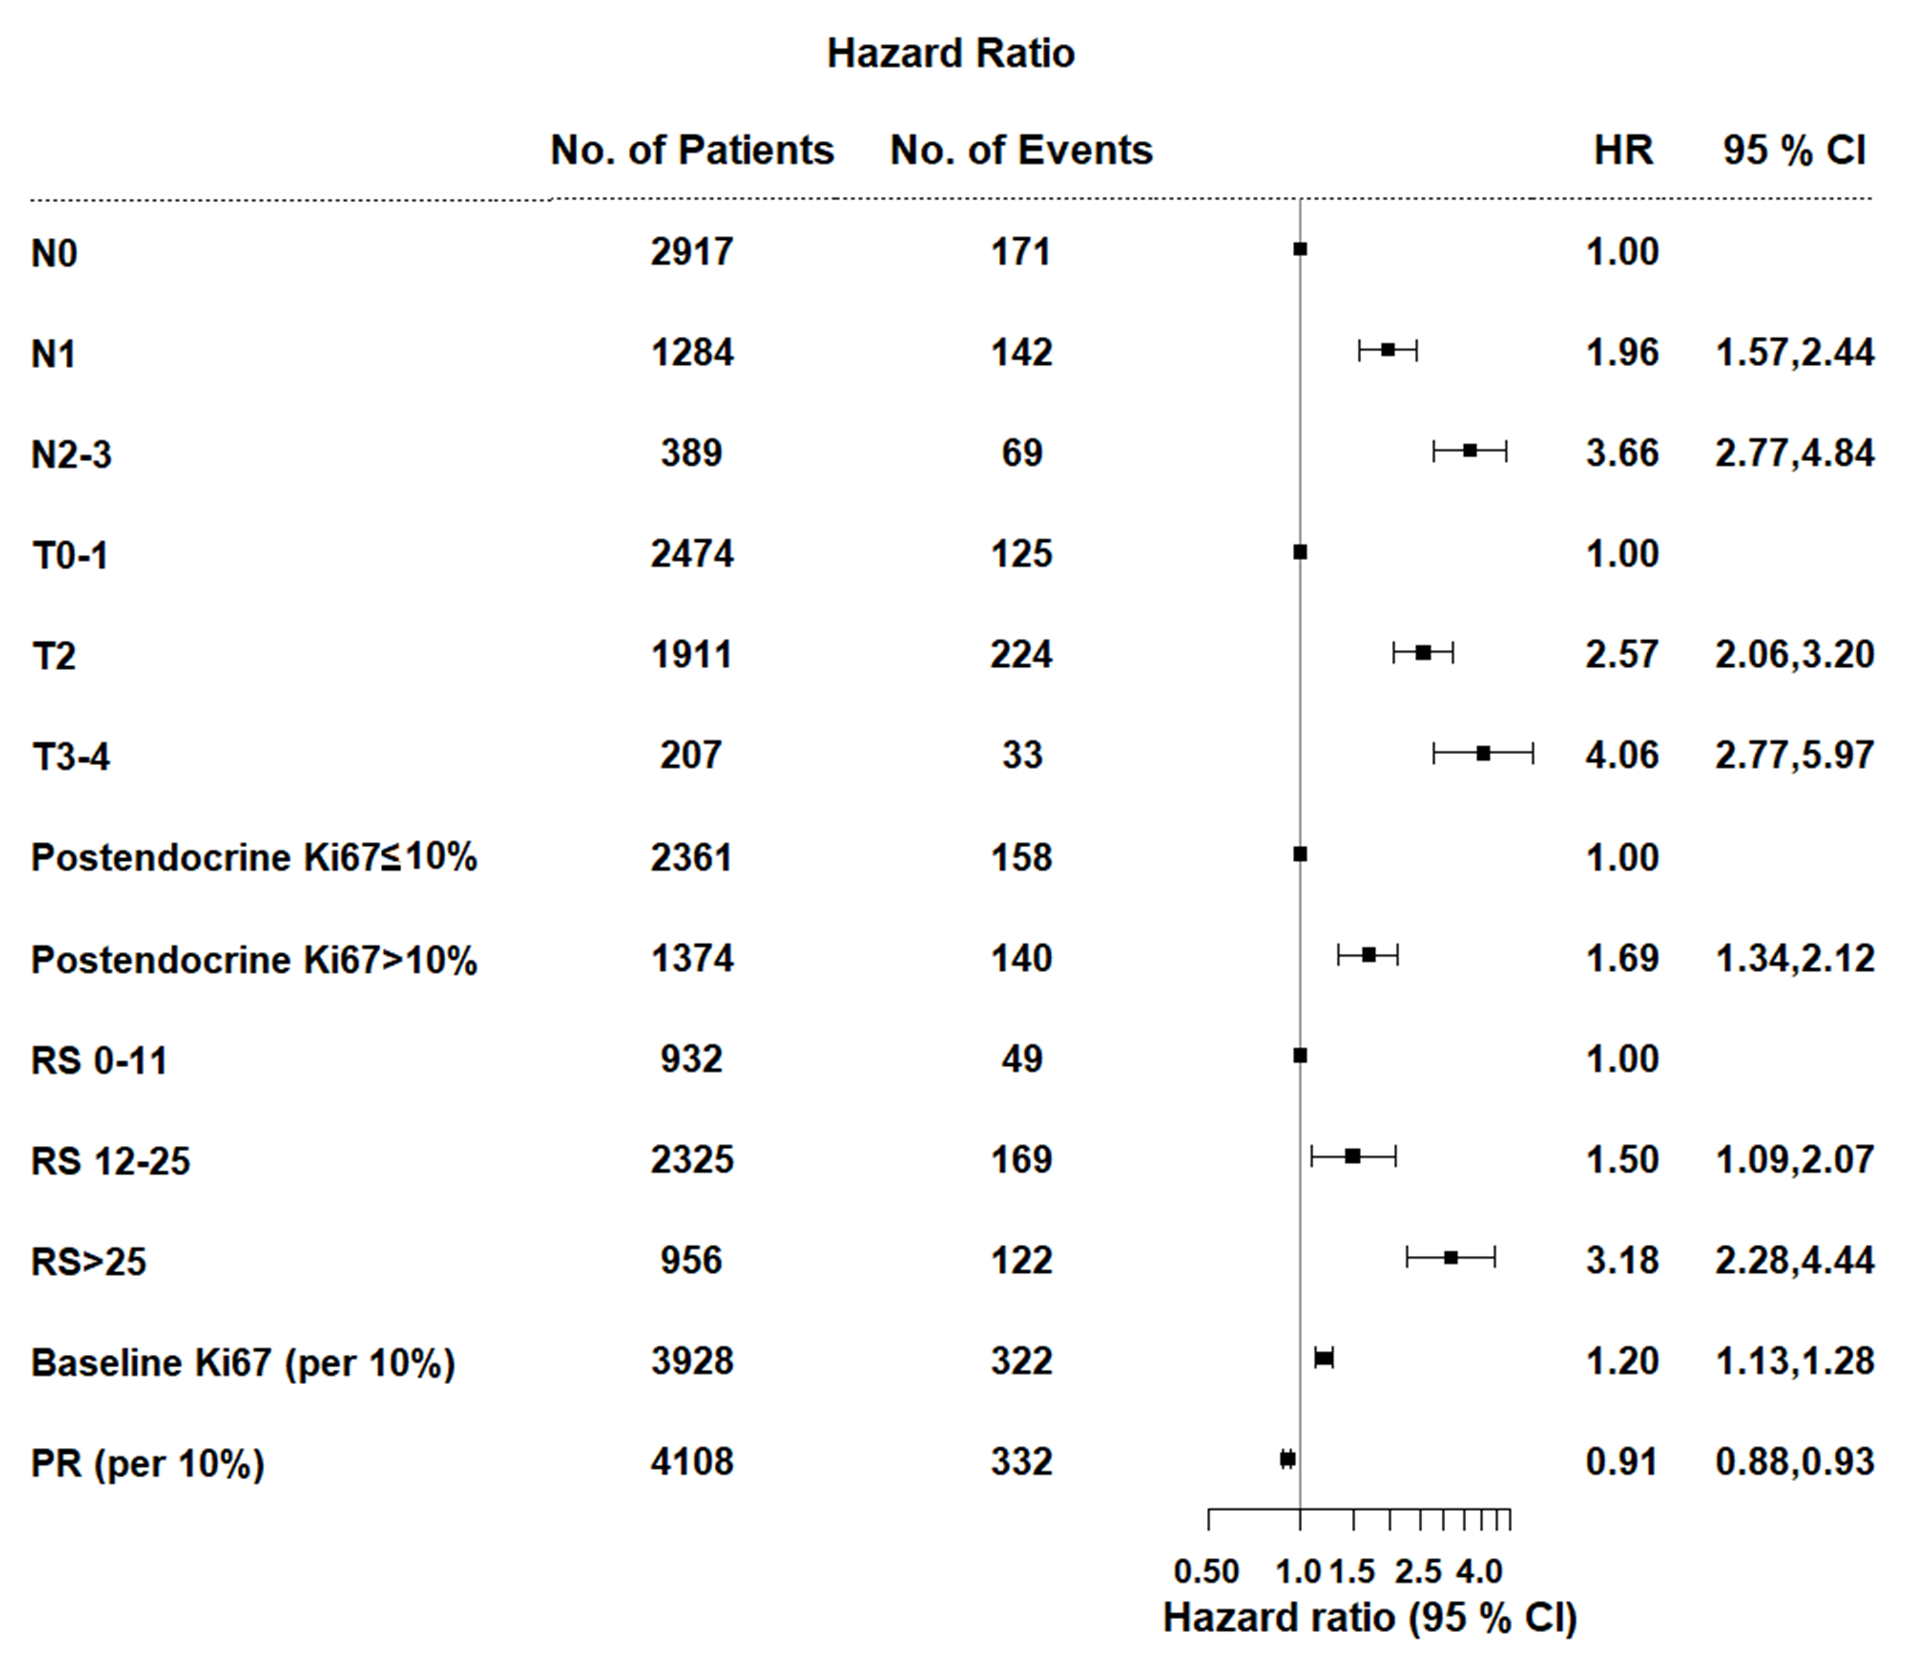 Hazard Ratio
No. of Patients No. of Events HR 95 % CI
N0 2917 171 1.00
N1 1284 142 1.96 1.57,2.44
N2-3 389 69 3.66 2.77,4.84
T0-1 2474 125 1.00
T2 1911 224 2.57 2.06,3.20
T3-4 207 33 4.06 2.77,5.97
Postendocrine Ki67≤10% 2361 158 1.00
Postendocrine Ki67>10% 1374 140 1.69 1.34,2.12
RS 0-11 932 49 1.00
RS 12-25 2325 169 1.50 1.09,2.07
RS>25 956 122 3.18 2.28,4.44
Baseline Ki67 (per 10%) 3928 322 1.20 1.13,1.28
PR (per 10%) 4108 332 0.91 0.88,0.93
0.50 1.0 1.5 2.5 4.0
Hazard ratio (95 % CI)